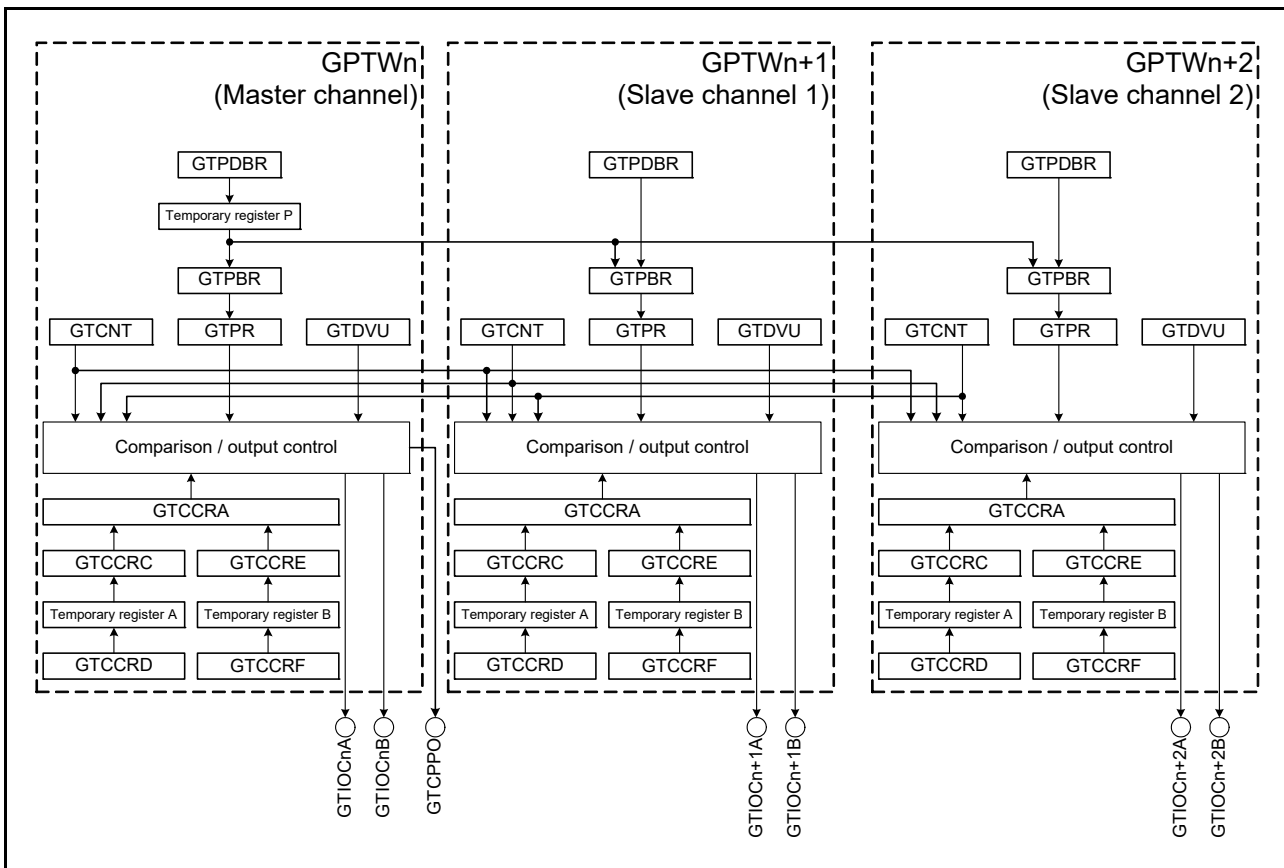 GPTWn
(Master channel)
GTPDBR
Temporary register P
GTPBR
GTCNT
GTPR
GTDVU
Comparison / output control
GTCCRA
GTCCRC
GTCCRE
Temporary register A
Temporary register B
GTCCRD
GTCCRF
GTIOCnA
GTIOCnB
GTCPPO
GPTWn+1
(Slave channel 1)
GTPDBR
GTPBR
GTCNT
GTPR
GTDVU
Comparison / output control
GTCCRA
GTCCRC
GTCCRE
Temporary register A
Temporary register B
GTCCRD
GTCCRF
GTIOCn+1A
GTIOCn+1B
GPTWn+2
(Slave channel 2)
GTPDBR
GTPBR
GTCNT
GTPR
GTDVU
Comparison / output control
GTCCRA
GTCCRC
GTCCRE
Temporary register A
Temporary register B
GTCCRD
GTCCRF
GTIOCn+2A
GTIOCn+2B